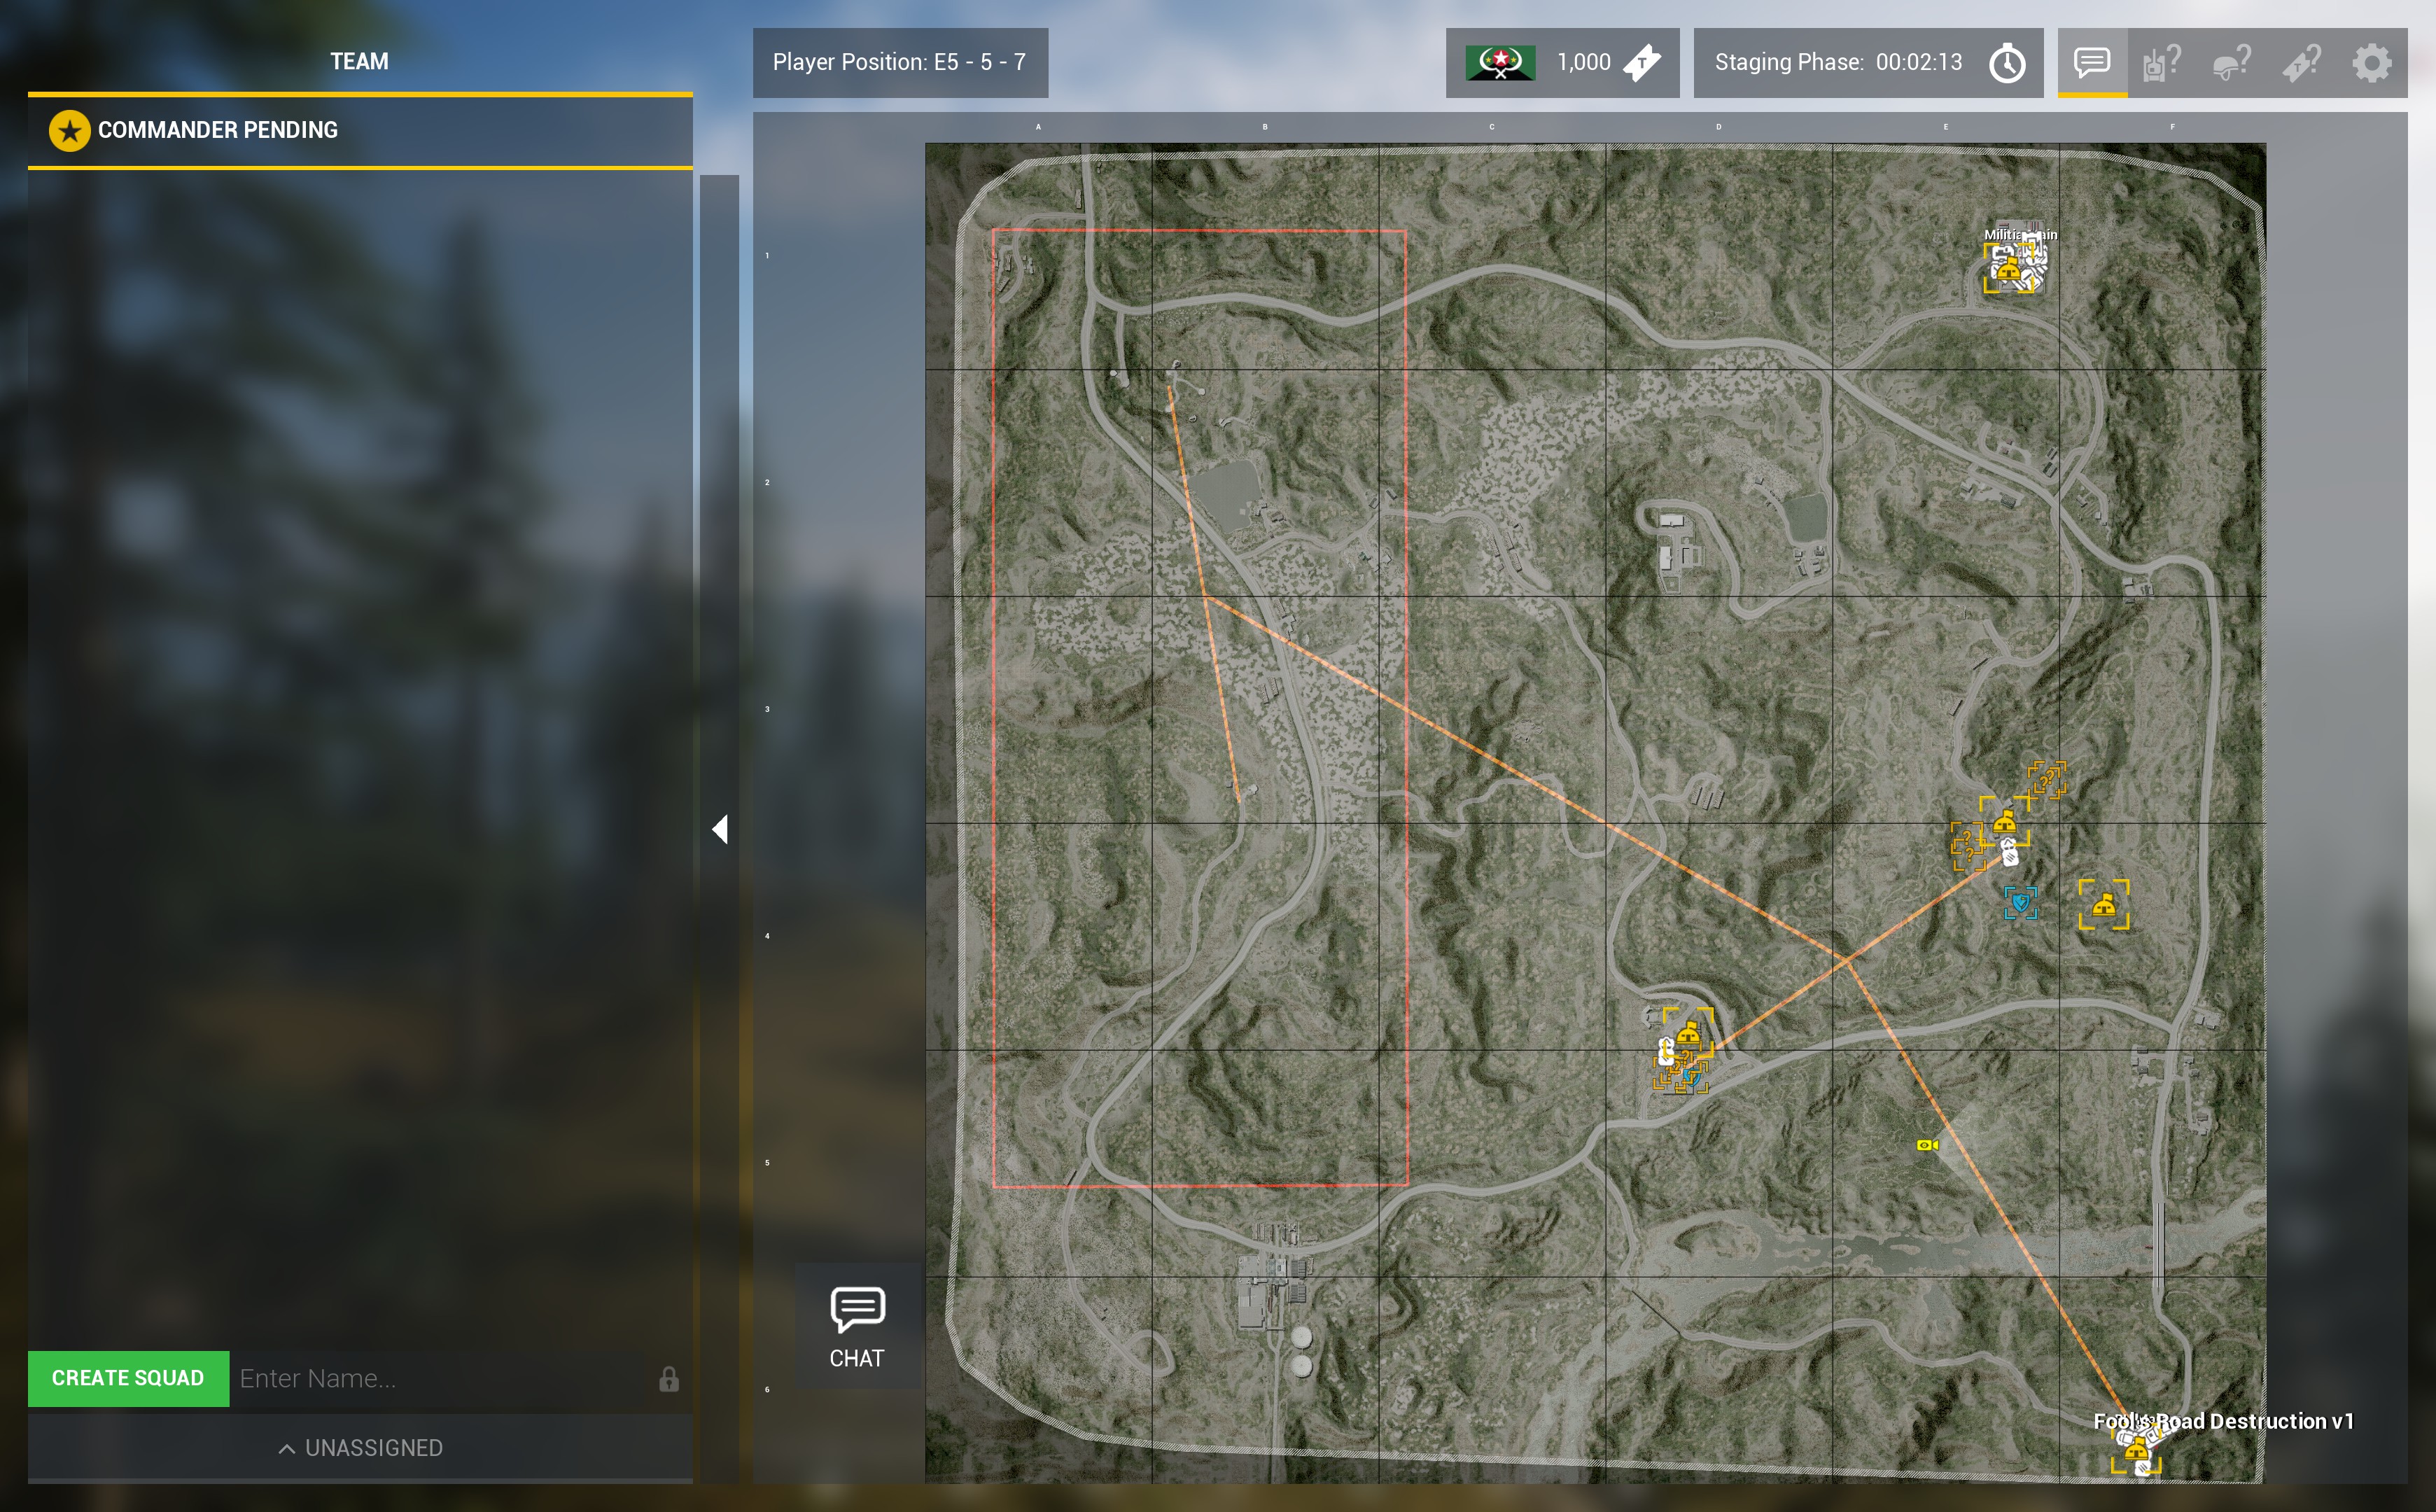 TEAM
COMMANDER PENDING
Player Position: E5 - 5 - 7
1,000
Staging Phase: 00:02:13
A B C D E F
1
2
3
4
5
6
CHAT
CREATE SQUAD
Enter Name...
UNASSIGNED
Fools Road Destruction v1